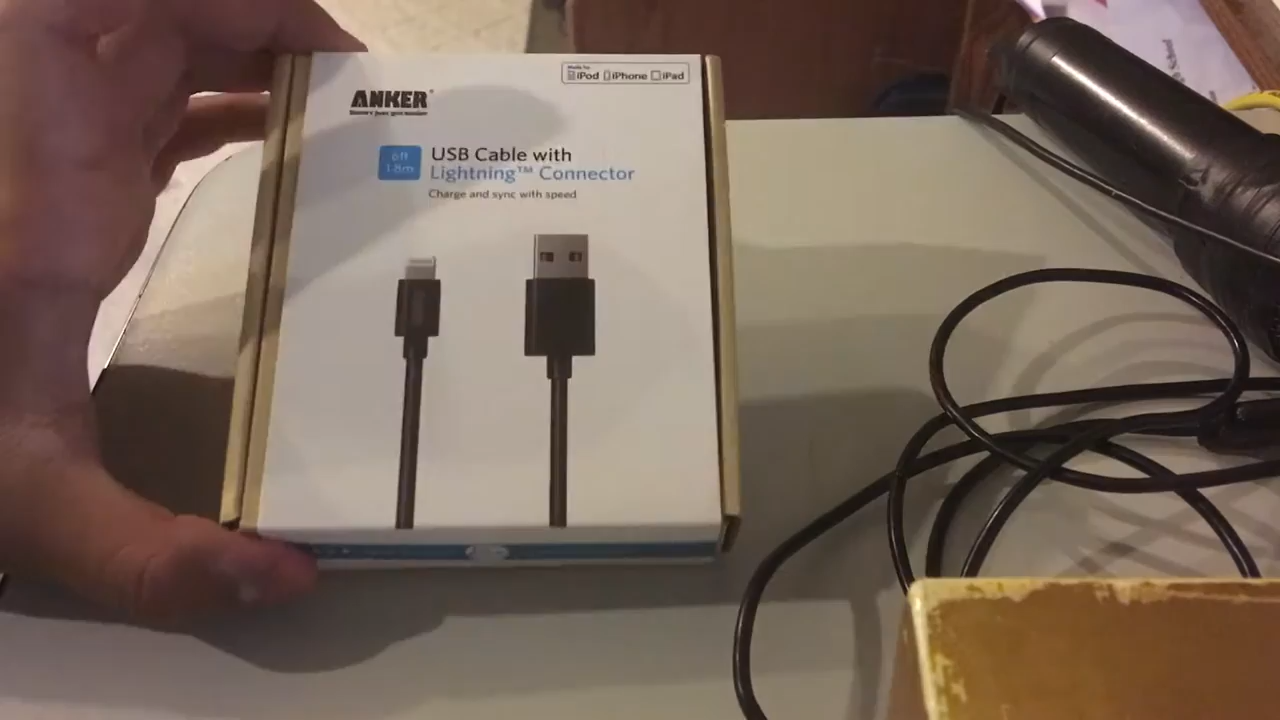 Made for
iPod iPhone iPad
ANKER
6ft
1.8m
USB Cable with
Lightning™ Connector
Charge and sync with speed
School